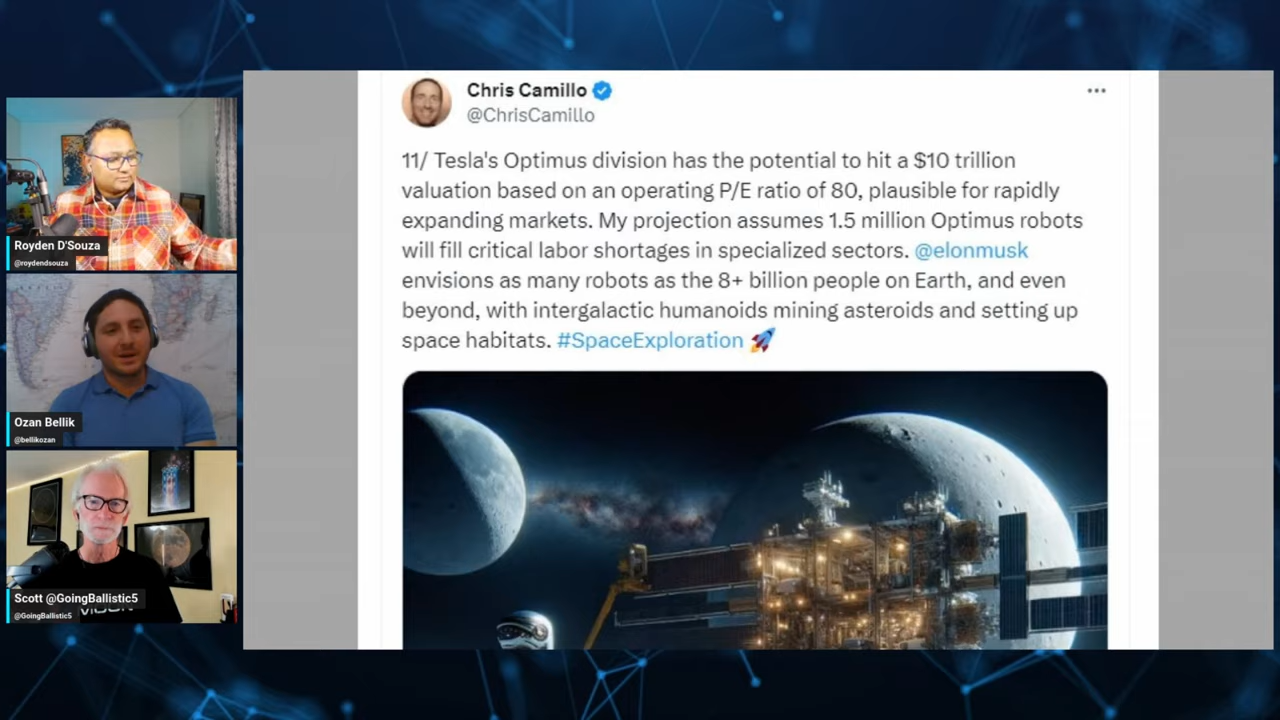 Chris Camillo
@ChrisCamillo
11/ Tesla's Optimus division has the potential to hit a $10 trillion
valuation based on an operating P/E ratio of 80, plausible for rapidly
expanding markets. My projection assumes 1.5 million Optimus robots
will fill critical labor shortages in specialized sectors. @elonmusk
envisions as many robots as the 8+ billion people on Earth, and even
beyond, with intergalactic humanoids mining asteroids and setting up
space habitats. #SpaceExploration 🚀
Royden D'Souza
@roydendsouza
Ozan Bellik
@bellikozan
Scott @GoingBallistic5
@GoingBallistic5